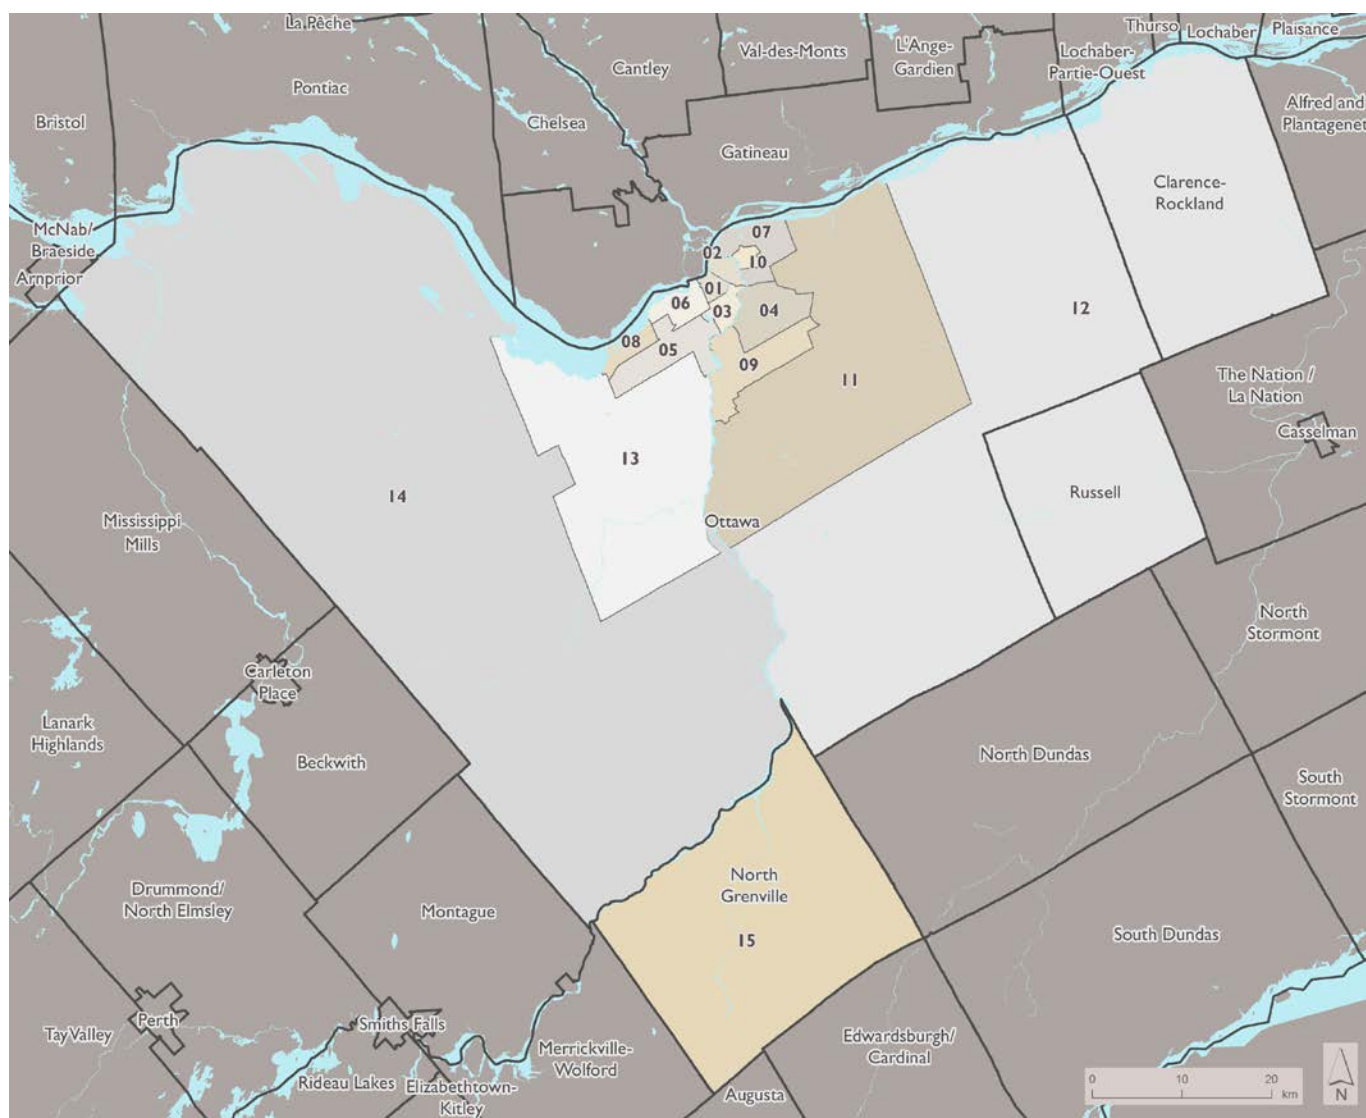 La Pêche
Thurso
Lochaber
Plaisance
Val-des-Monts
L'Ange-
Gardien
Lochaber-
Partie-Ouest
Cantley
Pontiac
Bristol
Chelsea
Alfred and
Plantagenet
Gatineau
Clarence-
Rockland
McNab/
Braeside
Arnprior
07
02
10
01
06
03
04
12
08
05
09
11
The Nation /
La Nation
Casselman
13
14
Russell
Ottawa
Mississippi
Mills
North
Stormont
Carleton
Place
Lanark
Highlands
Beckwith
North Dundas
South
Stormont
Drummond/
North Elmsley
North
Grenville
Montague
15
South Dundas
Perth
Smiths Falls
Tay Valley
Merrickville-
Wolford
Edwardsburgh/
Cardinal
Rideau Lakes
Elizabethtown-
Kitley
Augusta
0 10 20
km
N